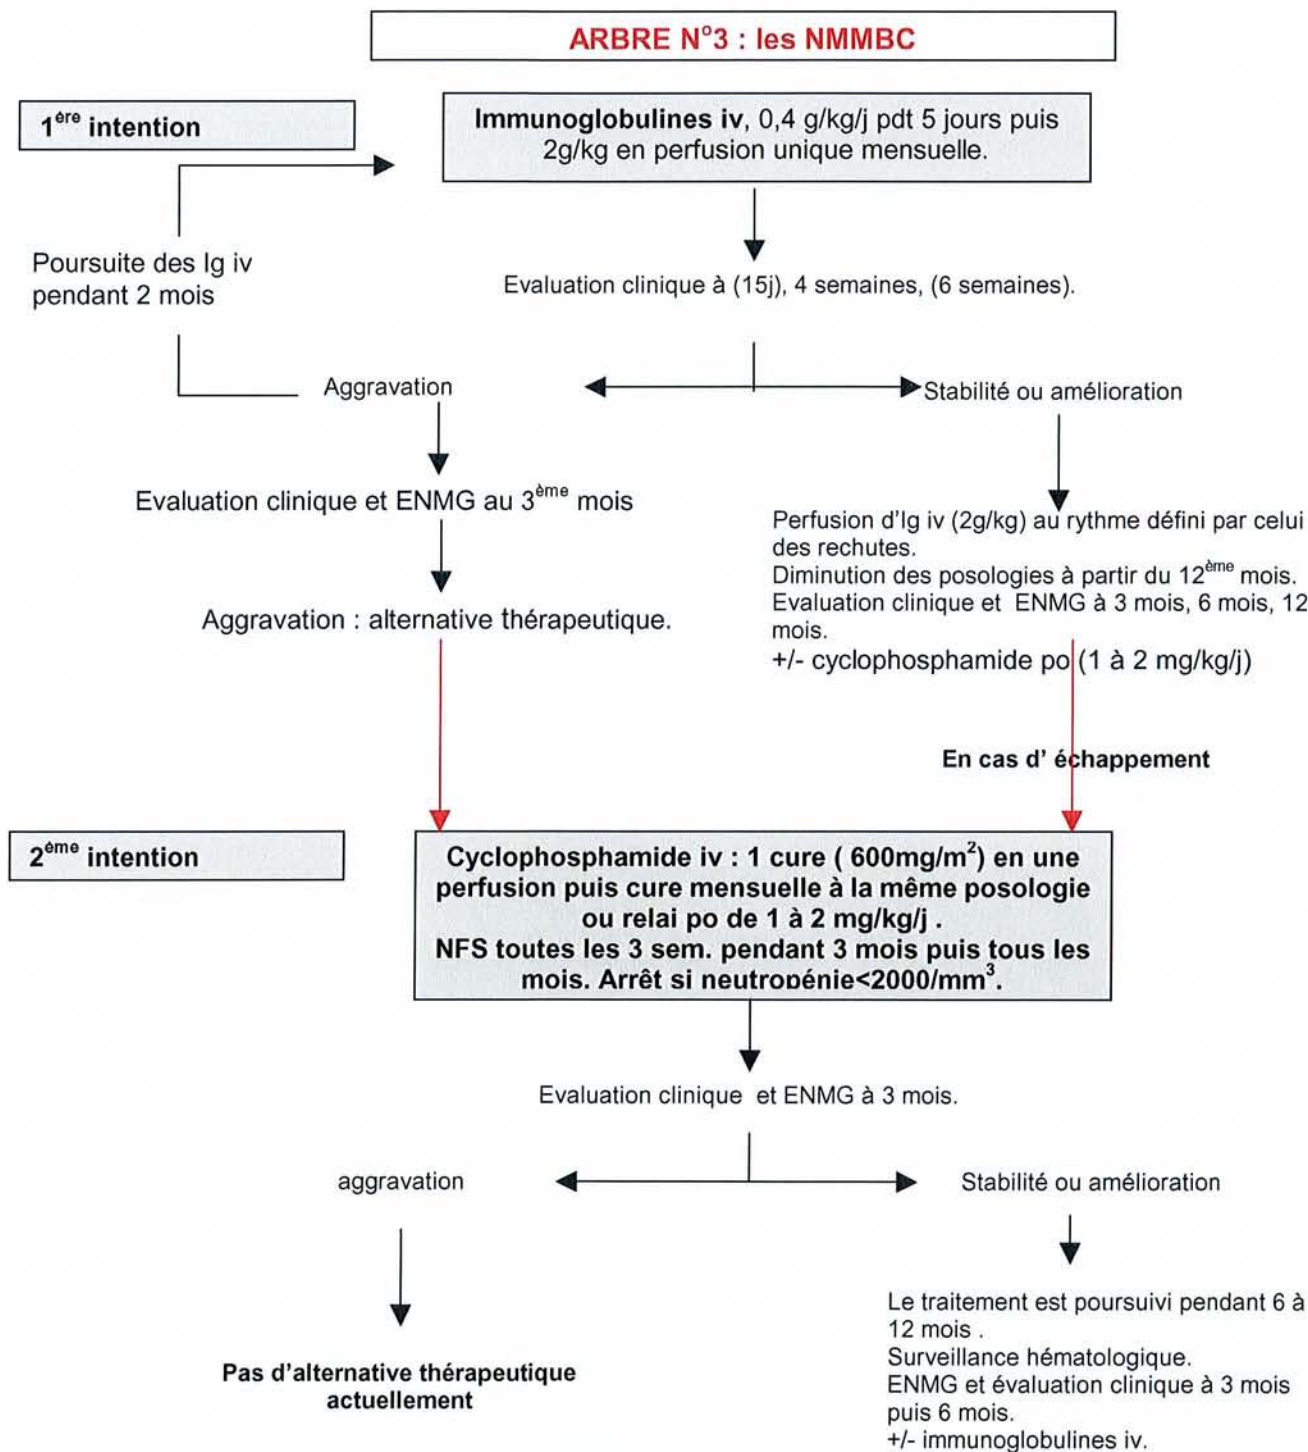 ARBRE N°3 : les NMMBC
1ère intention
Immunoglobulines iv, 0,4 g/kg/j pdt 5 jours puis
2g/kg en perfusion unique mensuelle.
Poursuite des Ig iv
pendant 2 mois
Evaluation clinique à (15j), 4 semaines, (6 semaines).
Aggravation
Stabilité ou amélioration
Evaluation clinique et ENMG au 3ème mois
Perfusion d'Ig iv (2g/kg) au rythme défini par celui
des rechutes.
Diminution des posologies à partir du 12ème mois.
Evaluation clinique et ENMG à 3 mois, 6 mois, 12
mois.
+/- cyclophosphamide po (1 à 2 mg/kg/j)
Aggravation : alternative thérapeutique.
En cas d' échappement
2ème intention
Cyclophosphamide iv : 1 cure ( 600mg/m²) en une
perfusion puis cure mensuelle à la même posologie
ou relai po de 1 à 2 mg/kg/j .
NFS toutes les 3 sem. pendant 3 mois puis tous les
mois. Arrêt si neutropénie<2000/mm³.
Evaluation clinique et ENMG à 3 mois.
aggravation
Stabilité ou amélioration
Pas d'alternative thérapeutique
actuellement
Le traitement est poursuivi pendant 6 à
12 mois .
Surveillance hématologique.
ENMG et évaluation clinique à 3 mois
puis 6 mois.
+/- immunoglobulines iv.